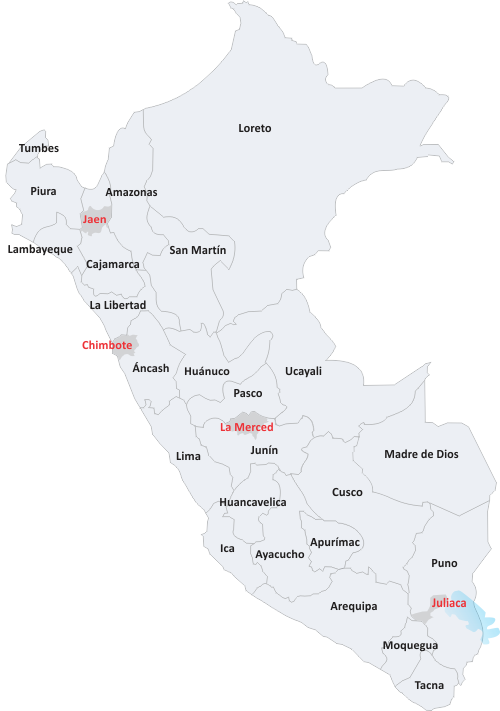 Loreto
Tumbes
Piura
Amazonas
Jaen
Lambayeque
San Martín
Cajamarca
La Libertad
Chimbote
Áncash
Huánuco
Ucayali
Pasco
La Merced
Junín
Lima
Madre de Dios
Cusco
Huancavelica
Apurímac
Ica
Ayacucho
Puno
Arequipa
Juliaca
Moquegua
Tacna